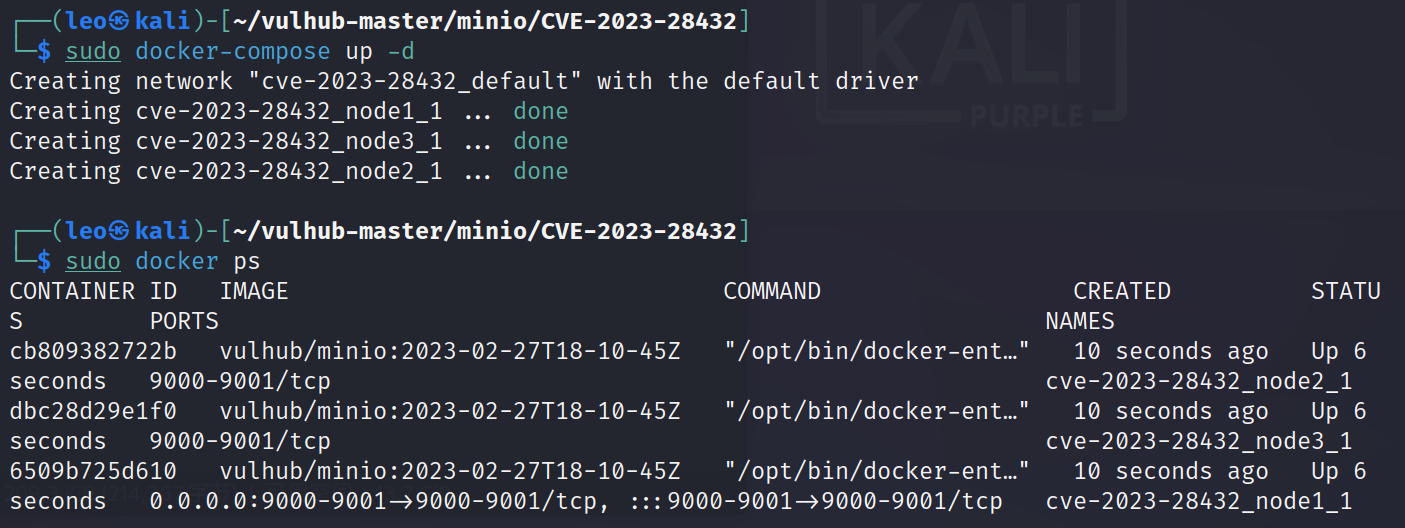 ┌──(leo㉿kali)-[~/vulhub-master/minio/CVE-2023-28432]
└─$ sudo docker-compose up -d
Creating network "cve-2023-28432_default" with the default driver
Creating cve-2023-28432_node1_1 ... done
Creating cve-2023-28432_node3_1 ... done
Creating cve-2023-28432_node2_1 ... done
KALI
PURPLE
┌──(leo㉿kali)-[~/vulhub-master/minio/CVE-2023-28432]
└─$ sudo docker ps
CONTAINER ID   IMAGE                               COMMAND                  CREATED          STATU
S         PORTS                                                           NAMES
cb809382722b   vulhub/minio:2023-02-27T18-10-45Z   "/opt/bin/docker-ent…"   10 seconds ago   Up 6
seconds   9000-9001/tcp                                                   cve-2023-28432_node2_1
dbc28d29e1f0   vulhub/minio:2023-02-27T18-10-45Z   "/opt/bin/docker-ent…"   10 seconds ago   Up 6
seconds   9000-9001/tcp                                                   cve-2023-28432_node3_1
6509b725d610   vulhub/minio:2023-02-27T18-10-45Z   "/opt/bin/docker-ent…"   10 seconds ago   Up 6
seconds   0.0.0.0:9000-9001->9000-9001/tcp, :::9000-9001->9000-9001/tcp   cve-2023-28432_node1_1